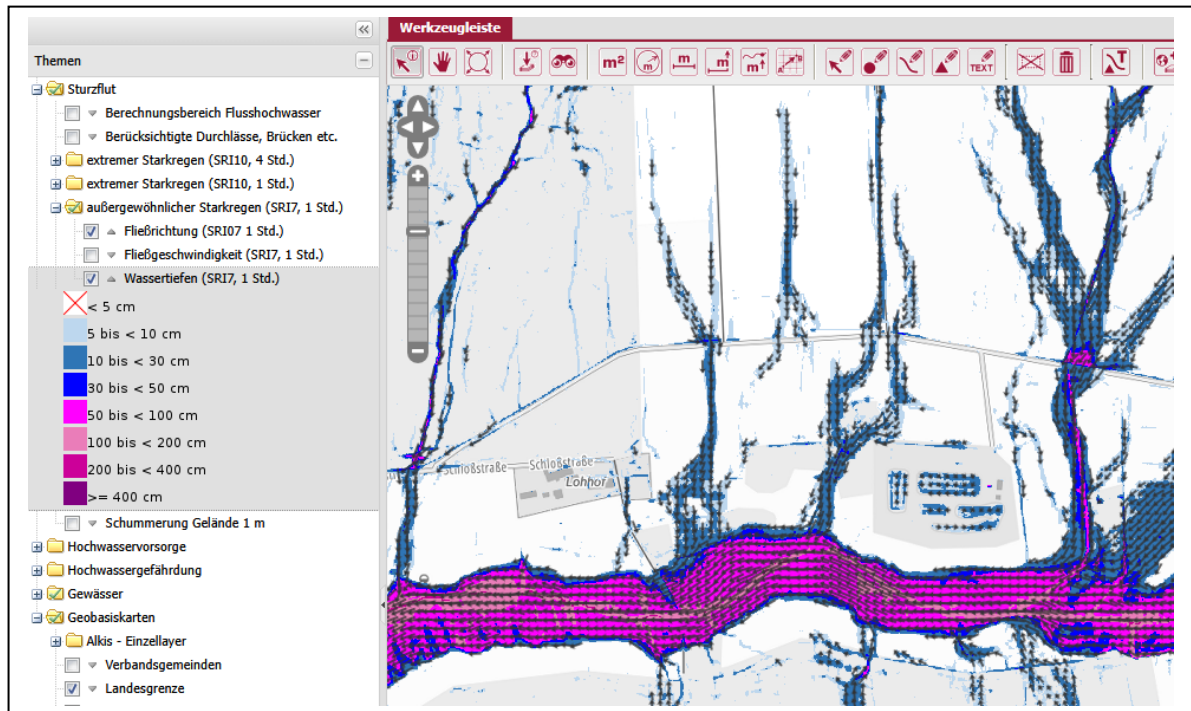 Werkzeugleiste
Themen
m²
m
m
m
m
TEXT
T
Sturzflut
Berechnungsbereich Flusshochwasser
Berücksichtigte Durchlässe, Brücken etc.
extremer Starkregen (SRI10, 4 Std.)
extremer Starkregen (SRI10, 1 Std.)
außergewöhnlicher Starkregen (SRI7, 1 Std.)
Fließrichtung (SRI07 1 Std.)
Fließgeschwindigkeit (SRI7, 1 Std.)
Wassertiefen (SRI7, 1 Std.)
< 5 cm
5 bis < 10 cm
10 bis < 30 cm
30 bis < 50 cm
50 bis < 100 cm
100 bis < 200 cm
200 bis < 400 cm
>= 400 cm
Schummerung Gelände 1 m
Hochwasservorsorge
Hochwassergefährdung
Gewässer
Geobasiskarten
Alkis - Einzellayer
Verbandsgemeinden
Landesgrenze
Schloßstraße
Schloßstraße
Lohhof